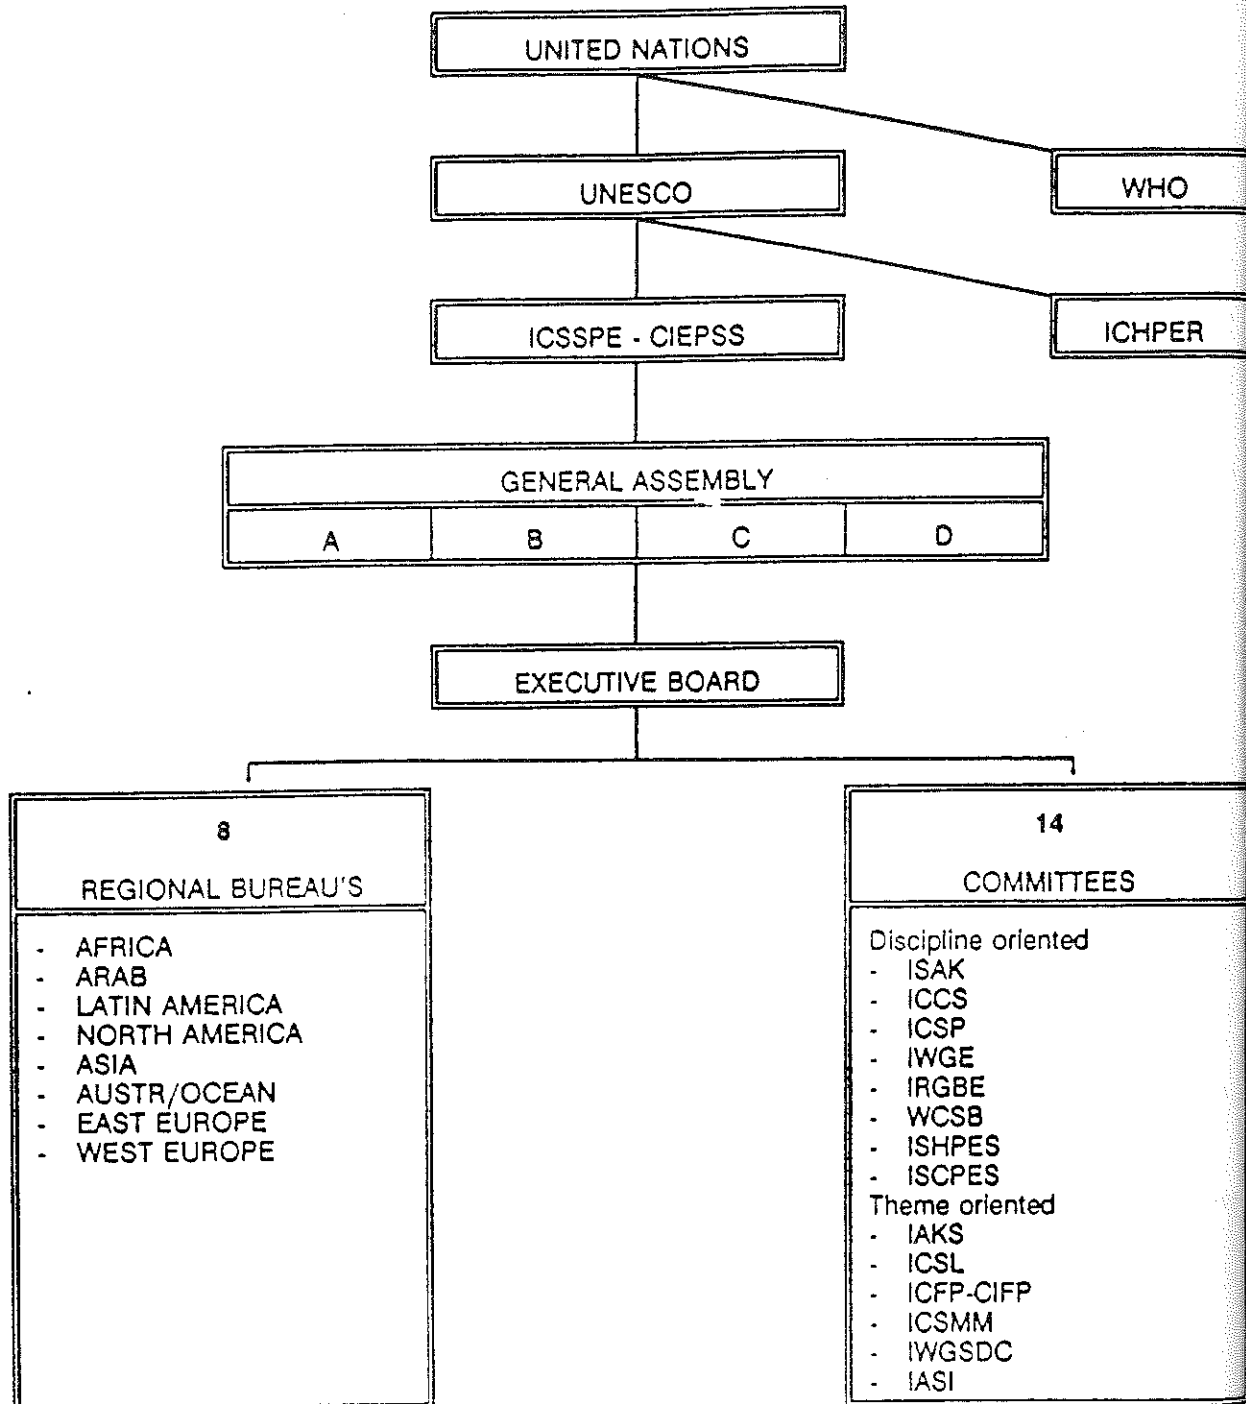 UNITED NATIONS
UNESCO
WHO
ICSSPE - CIEPSS
ICHPER
GENERAL ASSEMBLY
A B C D
EXECUTIVE BOARD
8
REGIONAL BUREAU'S
- AFRICA
- ARAB
- LATIN AMERICA
- NORTH AMERICA
- ASIA
- AUSTR/OCEAN
- EAST EUROPE
- WEST EUROPE
14
COMMITTEES
Discipline oriented
- ISAK
- ICCS
- ICSP
- IWGE
- IRGBE
- WCSB
- ISHPES
- ISCPES
Theme oriented
- IAKS
- ICSL
- ICFP-CIFP
- ICSMM
- IWGSDC
- IASI